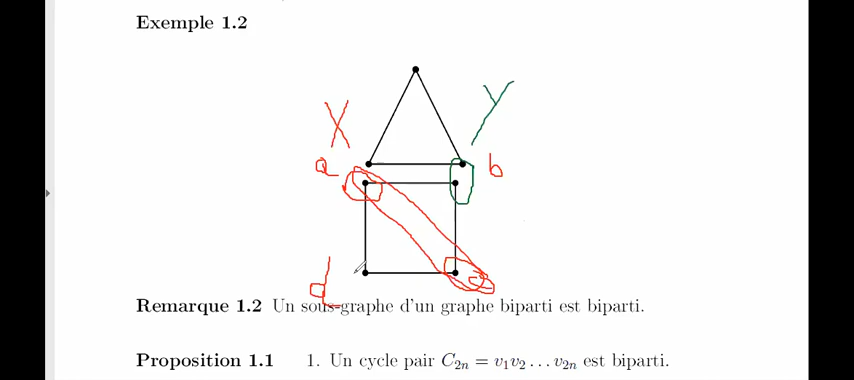 Exemple 1.2
X
Y
a
b
d
c
Remarque 1.2 Un sous-graphe d'un graphe biparti est biparti.
Proposition 1.1 1. Un cycle pair C₂ₙ = v₁v₂ . . . v₂ₙ est biparti.